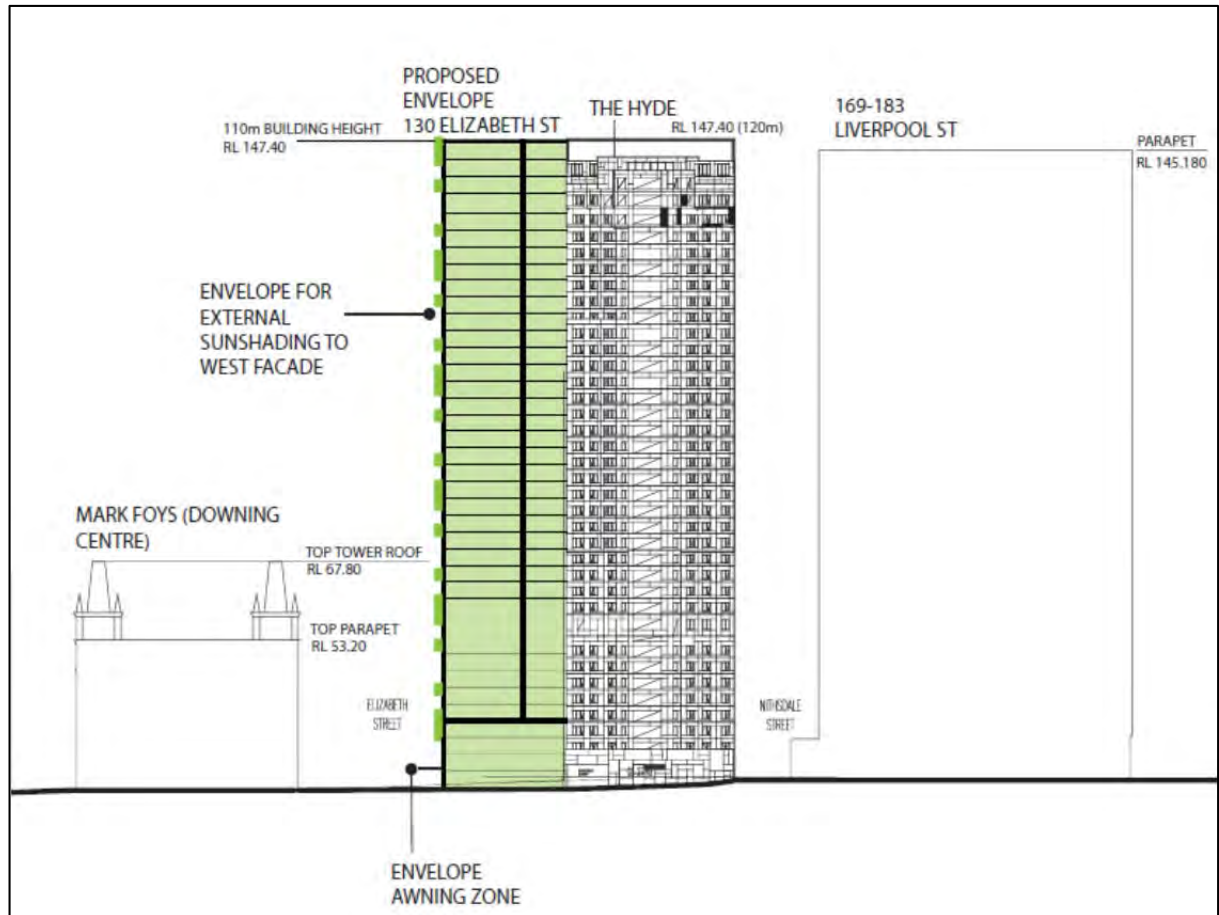 PROPOSED
ENVELOPE
130 ELIZABETH ST
THE HYDE
169-183
LIVERPOOL ST
110m BUILDING HEIGHT
RL 147.40
RL 147.40 (120m)
PARAPET
RL 145.180
ENVELOPE FOR
EXTERNAL
SUNSHADING TO
WEST FACADE
MARK FOYS (DOWNING
CENTRE)
TOP TOWER ROOF
RL 67.80
TOP PARAPET
RL 53.20
ELIZABETH
STREET
NITHSDALE
STREET
ENVELOPE
AWNING ZONE